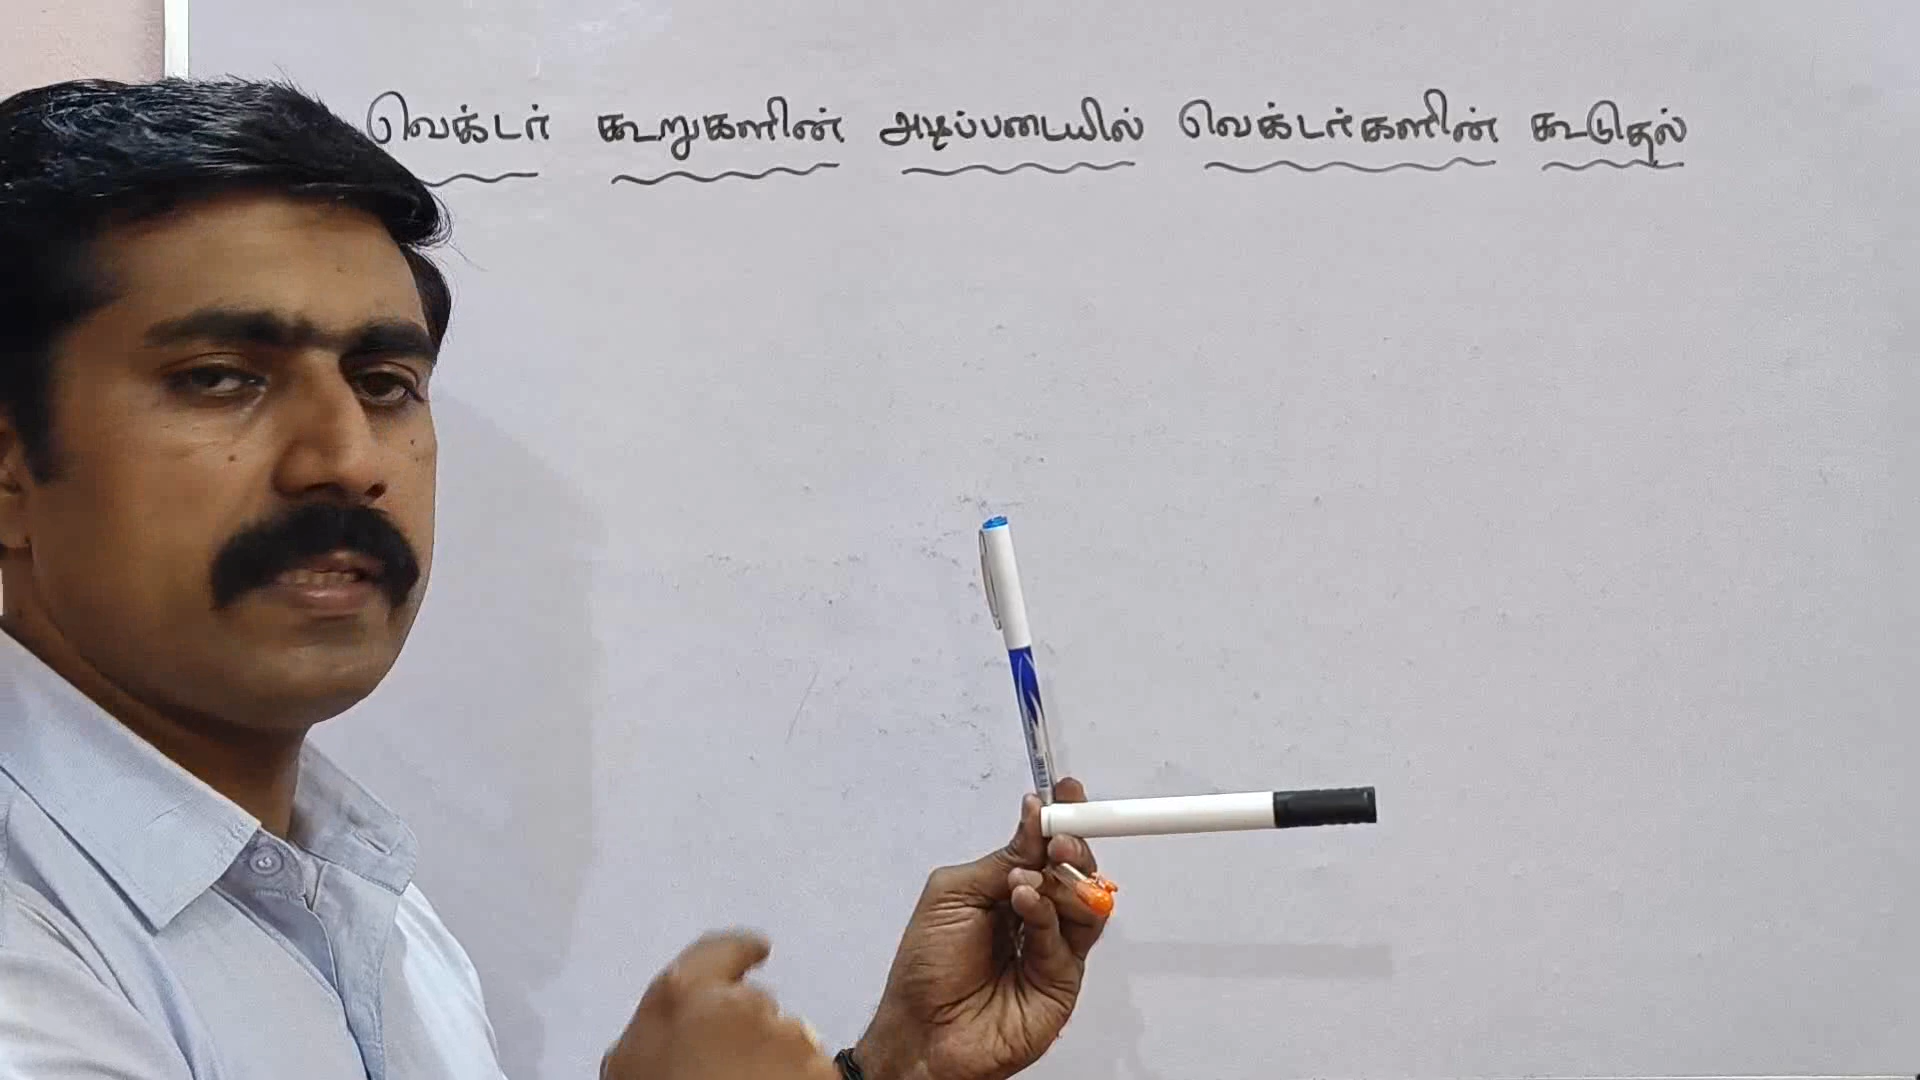 வெக்டர் கூறுகளின் அடிப்படையில் வெக்டர்களின் கூடுதல்